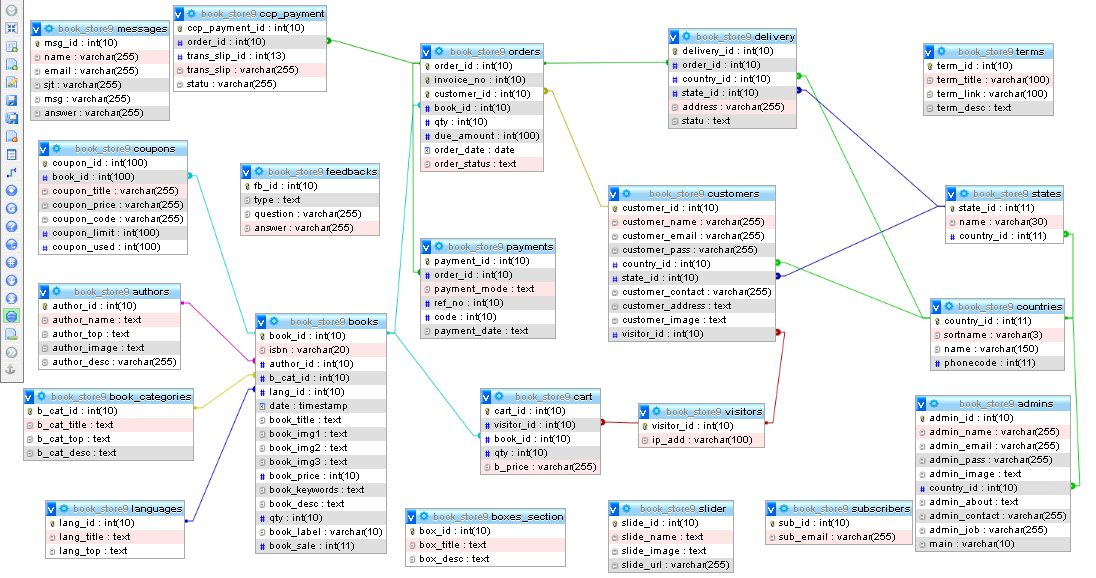 book_store9 messages
msg_id : int(10)
name : varchar(255)
email : varchar(255)
sjt : varchar(255)
msg : varchar(255)
answer : varchar(255)
book_store9 ccp_payment
ccp_payment_id : int(10)
order_id : int(10)
trans_slip_id : int(13)
trans_slip : varchar(255)
statu : varchar(255)
book_store9 orders
order_id : int(10)
invoice_no : int(10)
customer_id : int(10)
book_id : int(10)
qty : int(10)
due_amount : int(100)
order_date : date
order_status : text
book_store9 delivery
delivery_id : int(10)
order_id : int(10)
country_id : int(10)
state_id : int(10)
address : varchar(255)
statu : text
book_store9 terms
term_id : int(10)
term_title : varchar(100)
term_link : varchar(100)
term_desc : text
book_store9 coupons
coupon_id : int(100)
book_id : int(100)
coupon_title : varchar(255)
coupon_price : varchar(255)
coupon_code : varchar(255)
coupon_limit : int(100)
coupon_used : int(100)
book_store9 feedbacks
fb_id : int(10)
type : text
question : varchar(255)
answer : varchar(255)
book_store9 customers
customer_id : int(10)
customer_name : varchar(255)
customer_email : varchar(255)
customer_pass : varchar(255)
country_id : int(10)
state_id : int(10)
customer_contact : varchar(255)
customer_address : text
customer_image : text
visitor_id : int(10)
book_store9 states
state_id : int(11)
name : varchar(30)
country_id : int(11)
book_store9 payments
payment_id : int(10)
order_id : int(10)
payment_mode : text
ref_no : int(10)
code : int(10)
payment_date : text
book_store9 authors
author_id : int(10)
author_name : text
author_top : text
author_image : text
author_desc : varchar(255)
book_store9 books
book_id : int(10)
isbn : varchar(20)
author_id : int(10)
b_cat_id : int(10)
lang_id : int(10)
date : timestamp
book_title : text
book_img1 : text
book_img2 : text
book_img3 : text
book_price : int(10)
book_keywords : text
book_desc : text
qty : int(10)
book_label : varchar(10)
book_sale : int(11)
book_store9 countries
country_id : int(11)
sortname : varchar(3)
name : varchar(150)
phonecode : int(11)
book_store9 book_categories
b_cat_id : int(10)
b_cat_title : text
b_cat_top : text
b_cat_desc : text
book_store9 cart
cart_id : int(10)
visitor_id : int(10)
book_id : int(10)
qty : int(10)
b_price : varchar(255)
book_store9 visitors
visitor_id : int(10)
ip_add : varchar(100)
book_store9 admins
admin_id : int(10)
admin_name : varchar(255)
admin_email : varchar(255)
admin_pass : varchar(255)
admin_image : text
country_id : int(10)
admin_about : text
admin_contact : varchar(255)
admin_job : varchar(255)
main : varchar(10)
book_store9 languages
lang_id : int(10)
lang_title : text
lang_top : text
book_store9 boxes_section
box_id : int(10)
box_title : text
box_desc : text
book_store9 slider
slide_id : int(10)
slide_name : text
slide_image : text
slide_url : varchar(255)
book_store9 subscribers
sub_id : int(10)
sub_email : varchar(255)